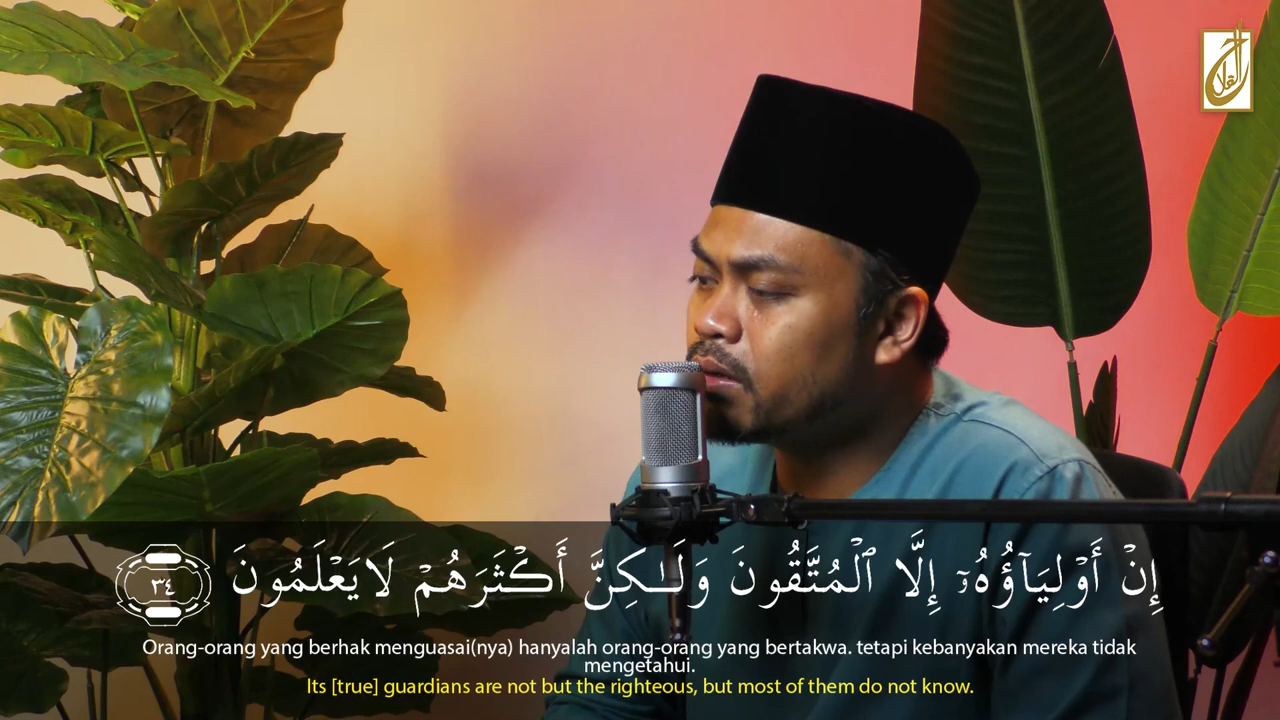 العلاج
إِنْ أَوْلِيَآؤُهُۥٓ إِلَّا ٱلْمُتَّقُونَ وَلَـٰكِنَّ أَكْثَرَهُمْ لَا يَعْلَمُونَ ٣٤
Orang-orang yang berhak menguasai(nya) hanyalah orang-orang yang bertakwa. tetapi kebanyakan mereka tidak
mengetahui.
Its [true] guardians are not but the righteous, but most of them do not know.